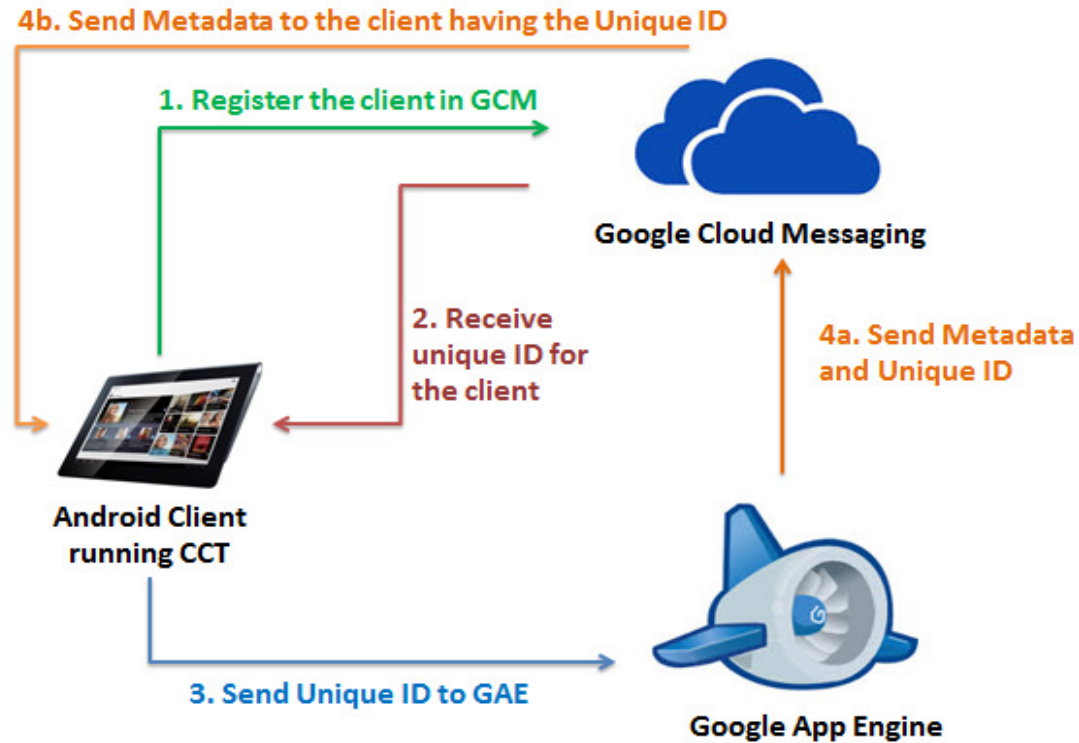 4b. Send Metadata to the client having the Unique ID
1. Register the client in GCM
Google Cloud Messaging
2. Receive
unique ID for
the client
4a. Send Metadata
and Unique ID
Android Client
running CCT
3. Send Unique ID to GAE
Google App Engine